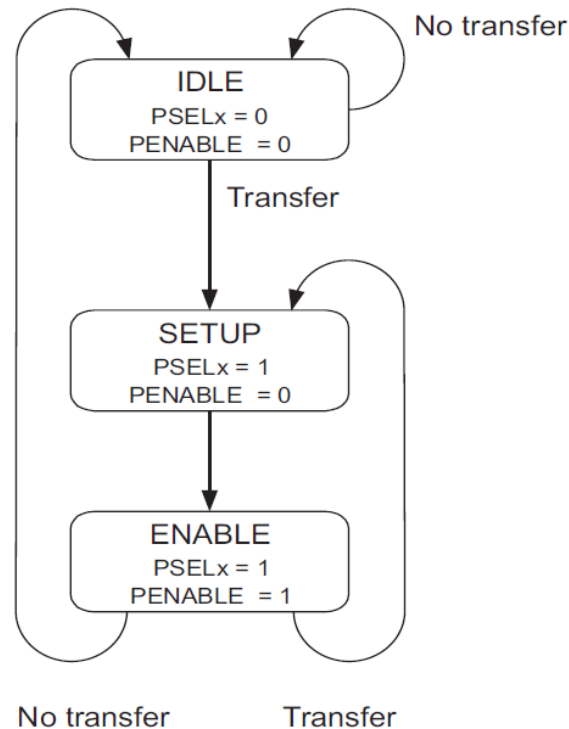 No transfer
IDLE
PSELx = 0
PENABLE = 0
Transfer
SETUP
PSELx = 1
PENABLE = 0
ENABLE
PSELx = 1
PENABLE = 1
No transfer
Transfer